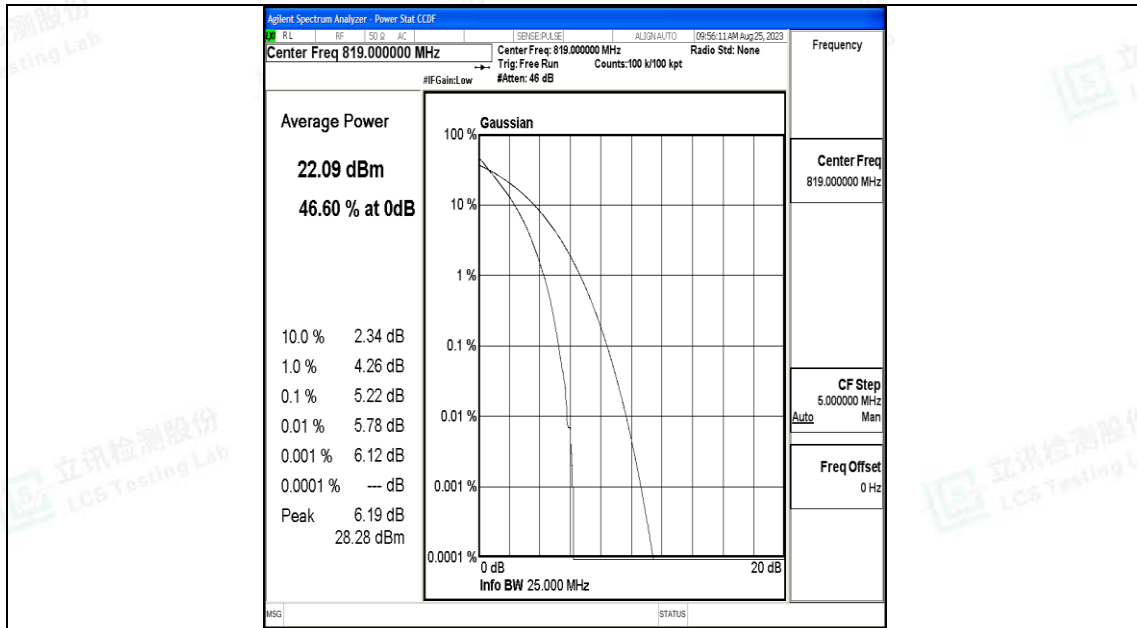 Agilent Spectrum Analyzer - Power Stat CCDF
RL RF 50 Ω AC SENSE:PULSE ALIGN AUTO 09:56:11 AM Aug 25, 2023
Center Freq 819.000000 MHz
Center Freq: 819.000000 MHz Radio Std: None
Trig: Free Run Counts:100 k/100 kpt
#IFGain:Low #Atten: 46 dB
Frequency
Average Power
22.09 dBm
46.60 % at 0dB
10.0 % 2.34 dB
1.0 % 4.26 dB
0.1 % 5.22 dB
0.01 % 5.78 dB
0.001 % 6.12 dB
0.0001 % --- dB
Peak 6.19 dB
28.28 dBm
Gaussian
100 %
10 %
1 %
0.1 %
0.01 %
0.001 %
0.0001 %
0 dB 20 dB
Info BW 25.000 MHz
Center Freq
819.000000 MHz
CF Step
5.000000 MHz
Auto Man
Freq Offset
0 Hz
MSG STATUS
立讯检测股份
LCS Testing Lab